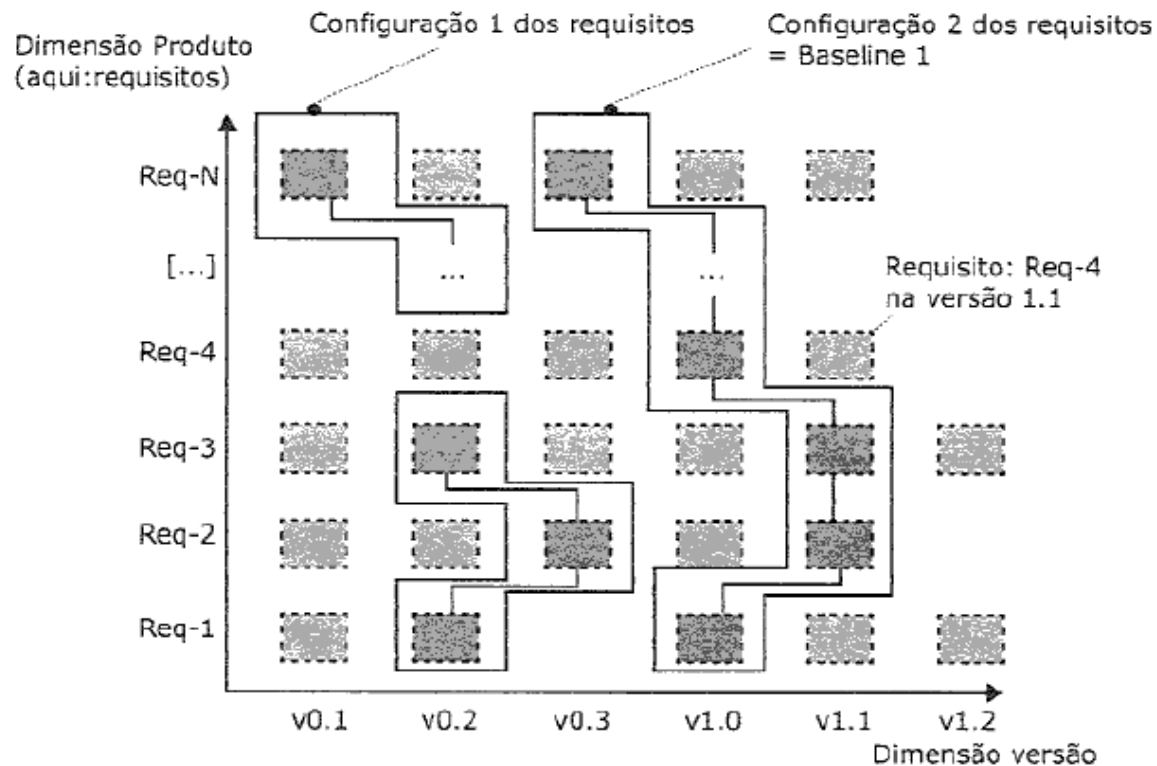 Configuração 1 dos requisitos
Configuração 2 dos requisitos
= Baseline 1
Dimensão Produto
(aqui:requisitos)
Req-N
[...]
...
...
Requisito: Req-4
na versão 1.1
Req-4
Req-3
Req-2
Req-1
v0.1 v0.2 v0.3 v1.0 v1.1 v1.2
Dimensão versão